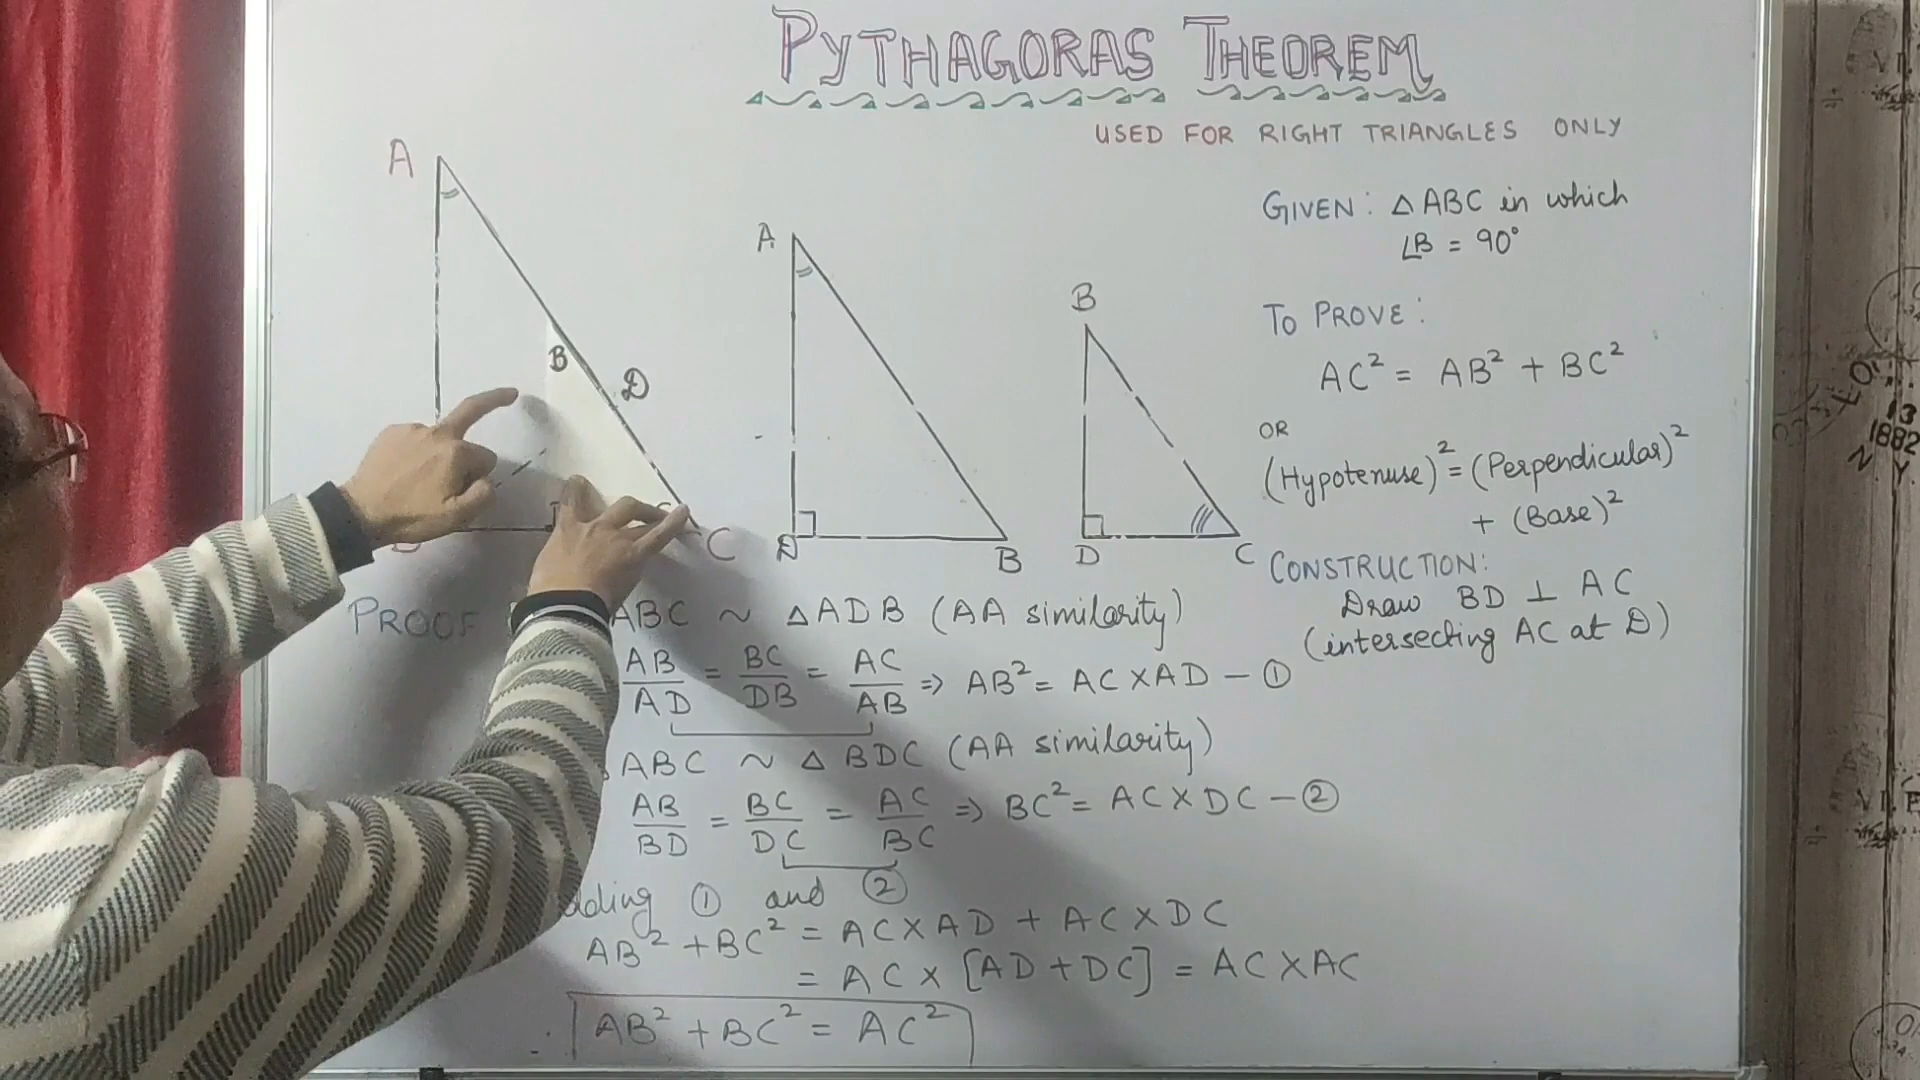 PYTHAGORAS THEOREM
USED FOR RIGHT TRIANGLES ONLY
A
B
D
C
A
D
B
B
D
C
GIVEN : △ ABC in which
∠B = 90°
TO PROVE :
AC² = AB² + BC²
OR
(Hypotenuse)² = (Perpendicular)²
+ (Base)²
CONSTRUCTION:
Draw BD ⊥ AC
(intersecting AC at D)
PROOF
ABC ~ △ADB (AA similarity)
AB/AD = BC/DB = AC/AB ⇒ AB² = AC × AD - ①
ABC ~ △ BDC (AA similarity)
AB/BD = BC/DC = AC/BC ⇒ BC² = AC × DC - ②
dding ① and ②
AB² + BC² = AC × AD + AC × DC
= AC × [AD + DC] = AC × AC
∴ AB² + BC² = AC²
13
1882
N. Y.